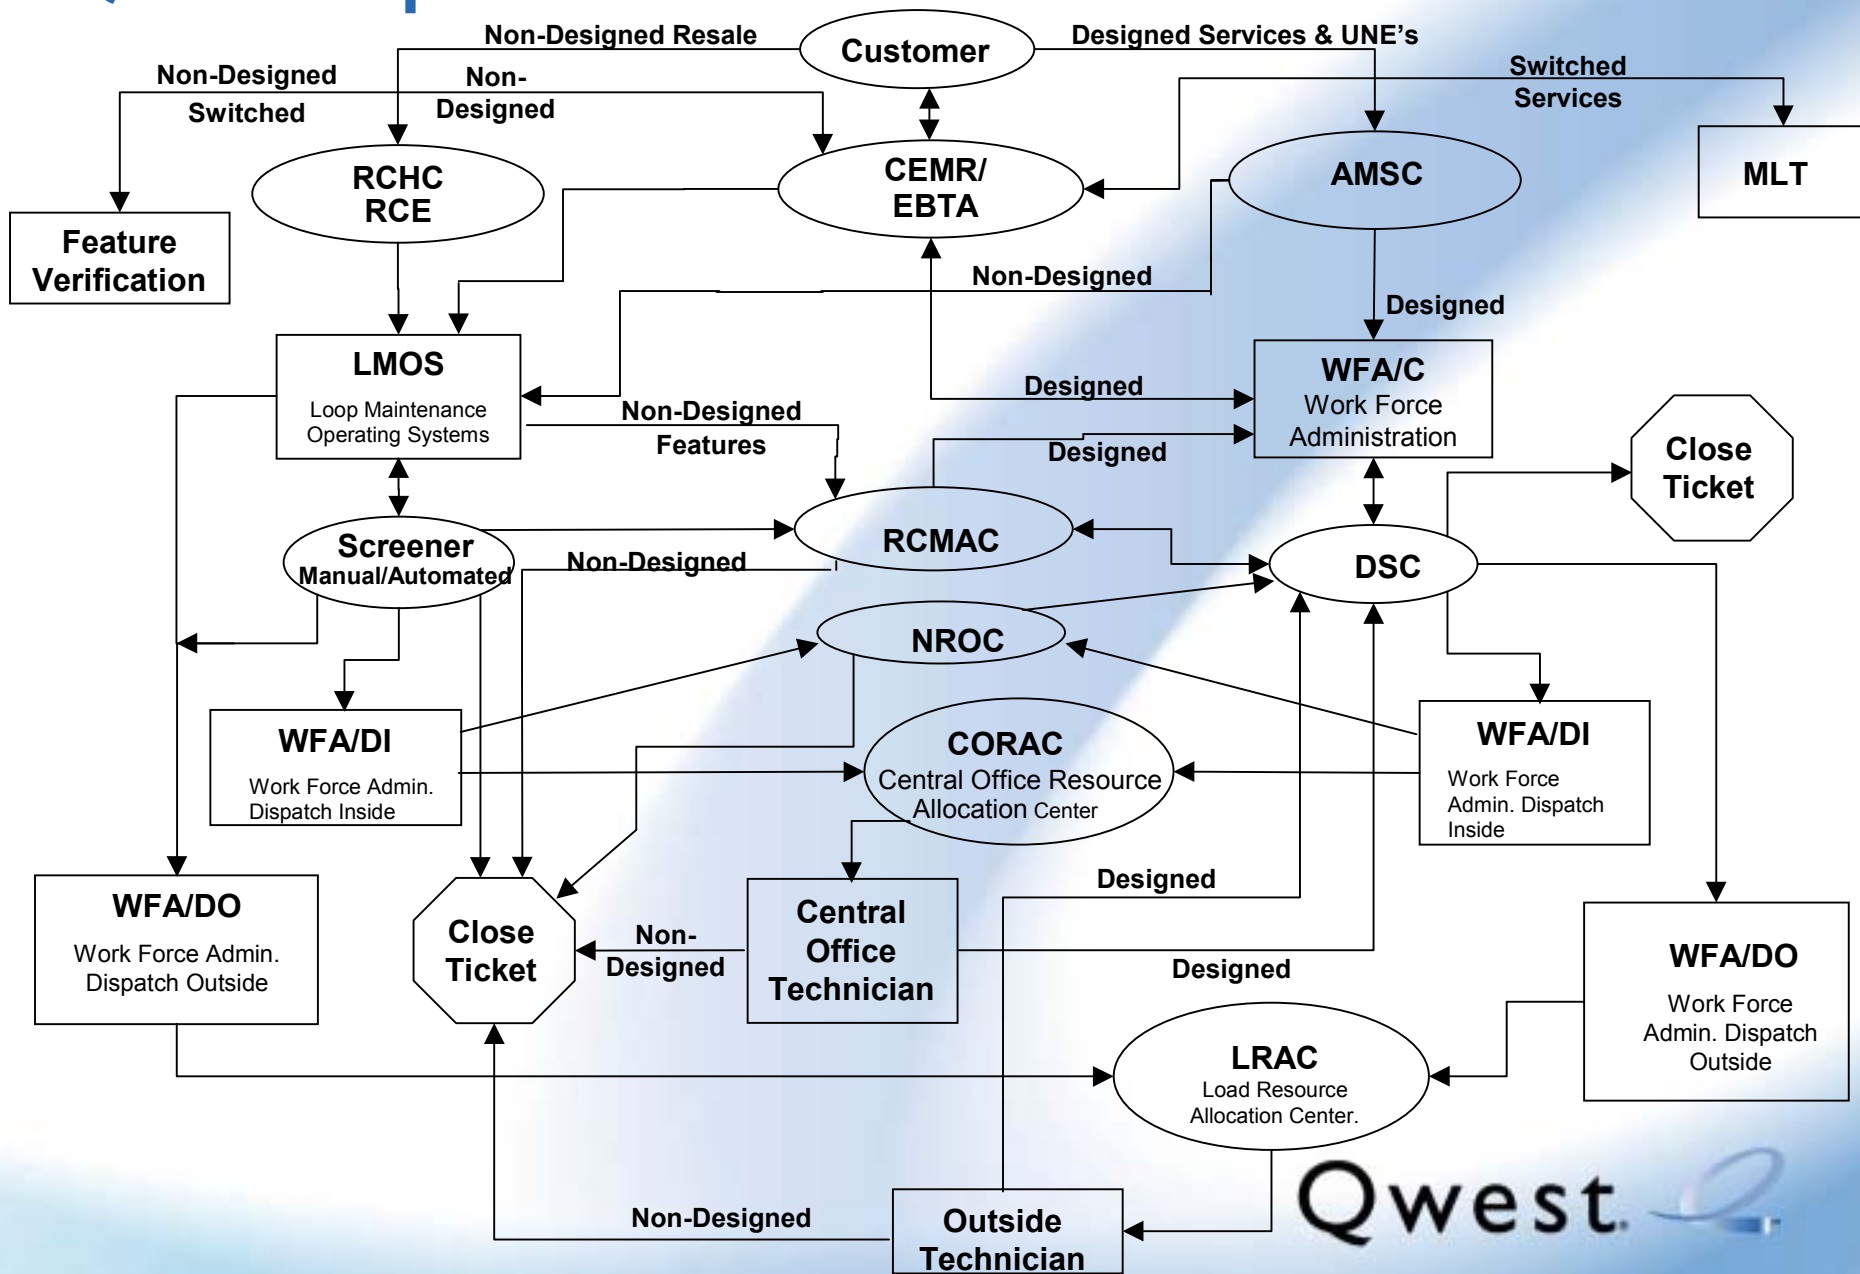 Non-Designed Resale
Customer
Designed Services & UNE's
Non-Designed
Switched
Non-
Designed
Switched
Services
RCHC
RCE
CEMR/
EBTA
AMSC
MLT
Feature
Verification
Non-Designed
Designed
LMOS
Loop Maintenance
Operating Systems
Non-Designed
Features
Designed
WFA/C
Work Force
Administration
Designed
Close
Ticket
Screener
Manual/Automated
Non-Designed
RCMAC
DSC
NROC
WFA/DI
Work Force Admin.
Dispatch Inside
CORAC
Central Office Resource
Allocation Center
WFA/DI
Work Force
Admin. Dispatch
Inside
WFA/DO
Work Force Admin.
Dispatch Outside
Close
Ticket
Non-
Designed
Central
Office
Technician
Designed
Designed
WFA/DO
Work Force
Admin. Dispatch
Outside
LRAC
Load Resource
Allocation Center.
Non-Designed
Outside
Technician
Qwest.